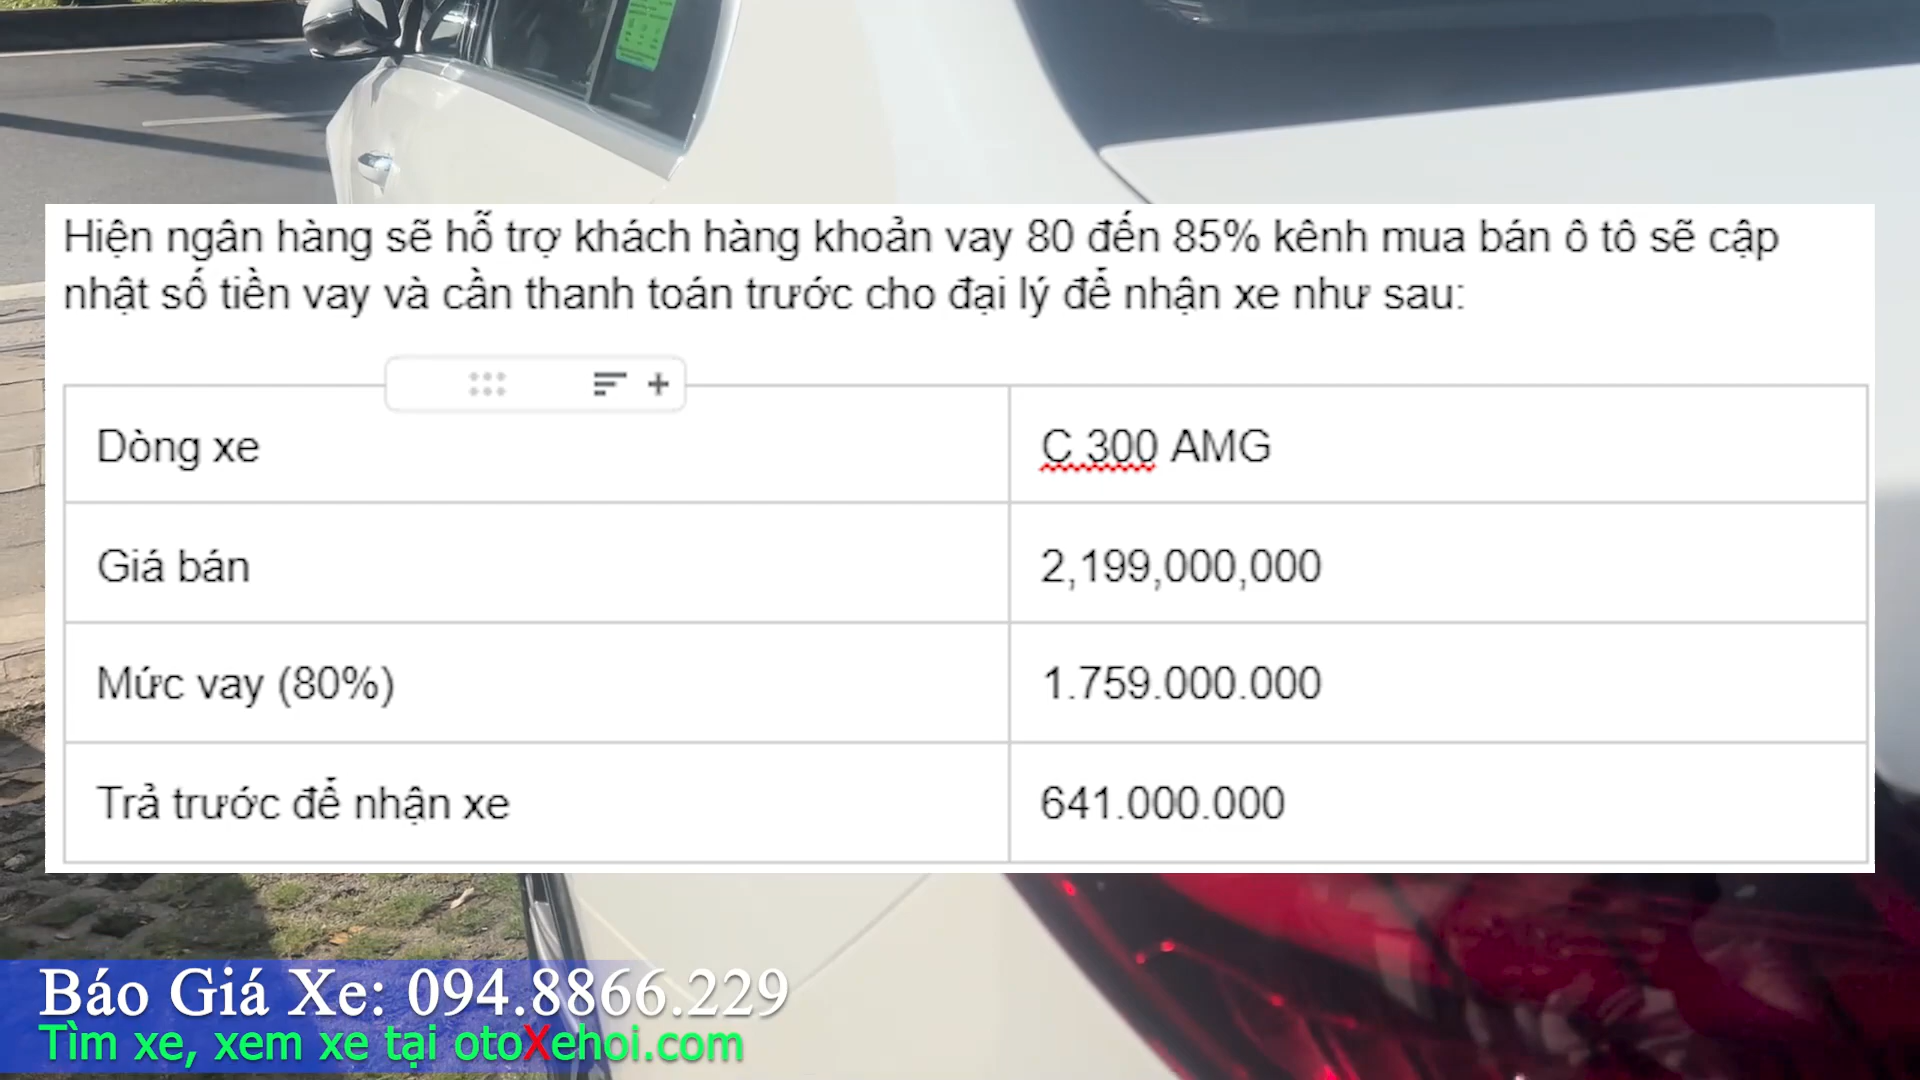 Hiện ngân hàng sẽ hỗ trợ khách hàng khoản vay 80 đến 85% kênh mua bán ô tô sẽ cập
nhật số tiền vay và cần thanh toán trước cho đại lý để nhận xe như sau:
Dòng xe C 300 AMG
Giá bán 2,199,000,000
Mức vay (80%) 1.759.000.000
Trả trước để nhận xe 641.000.000
Báo Giá Xe: 094.8866.229
Tìm xe, xem xe tại otoXehoi.com